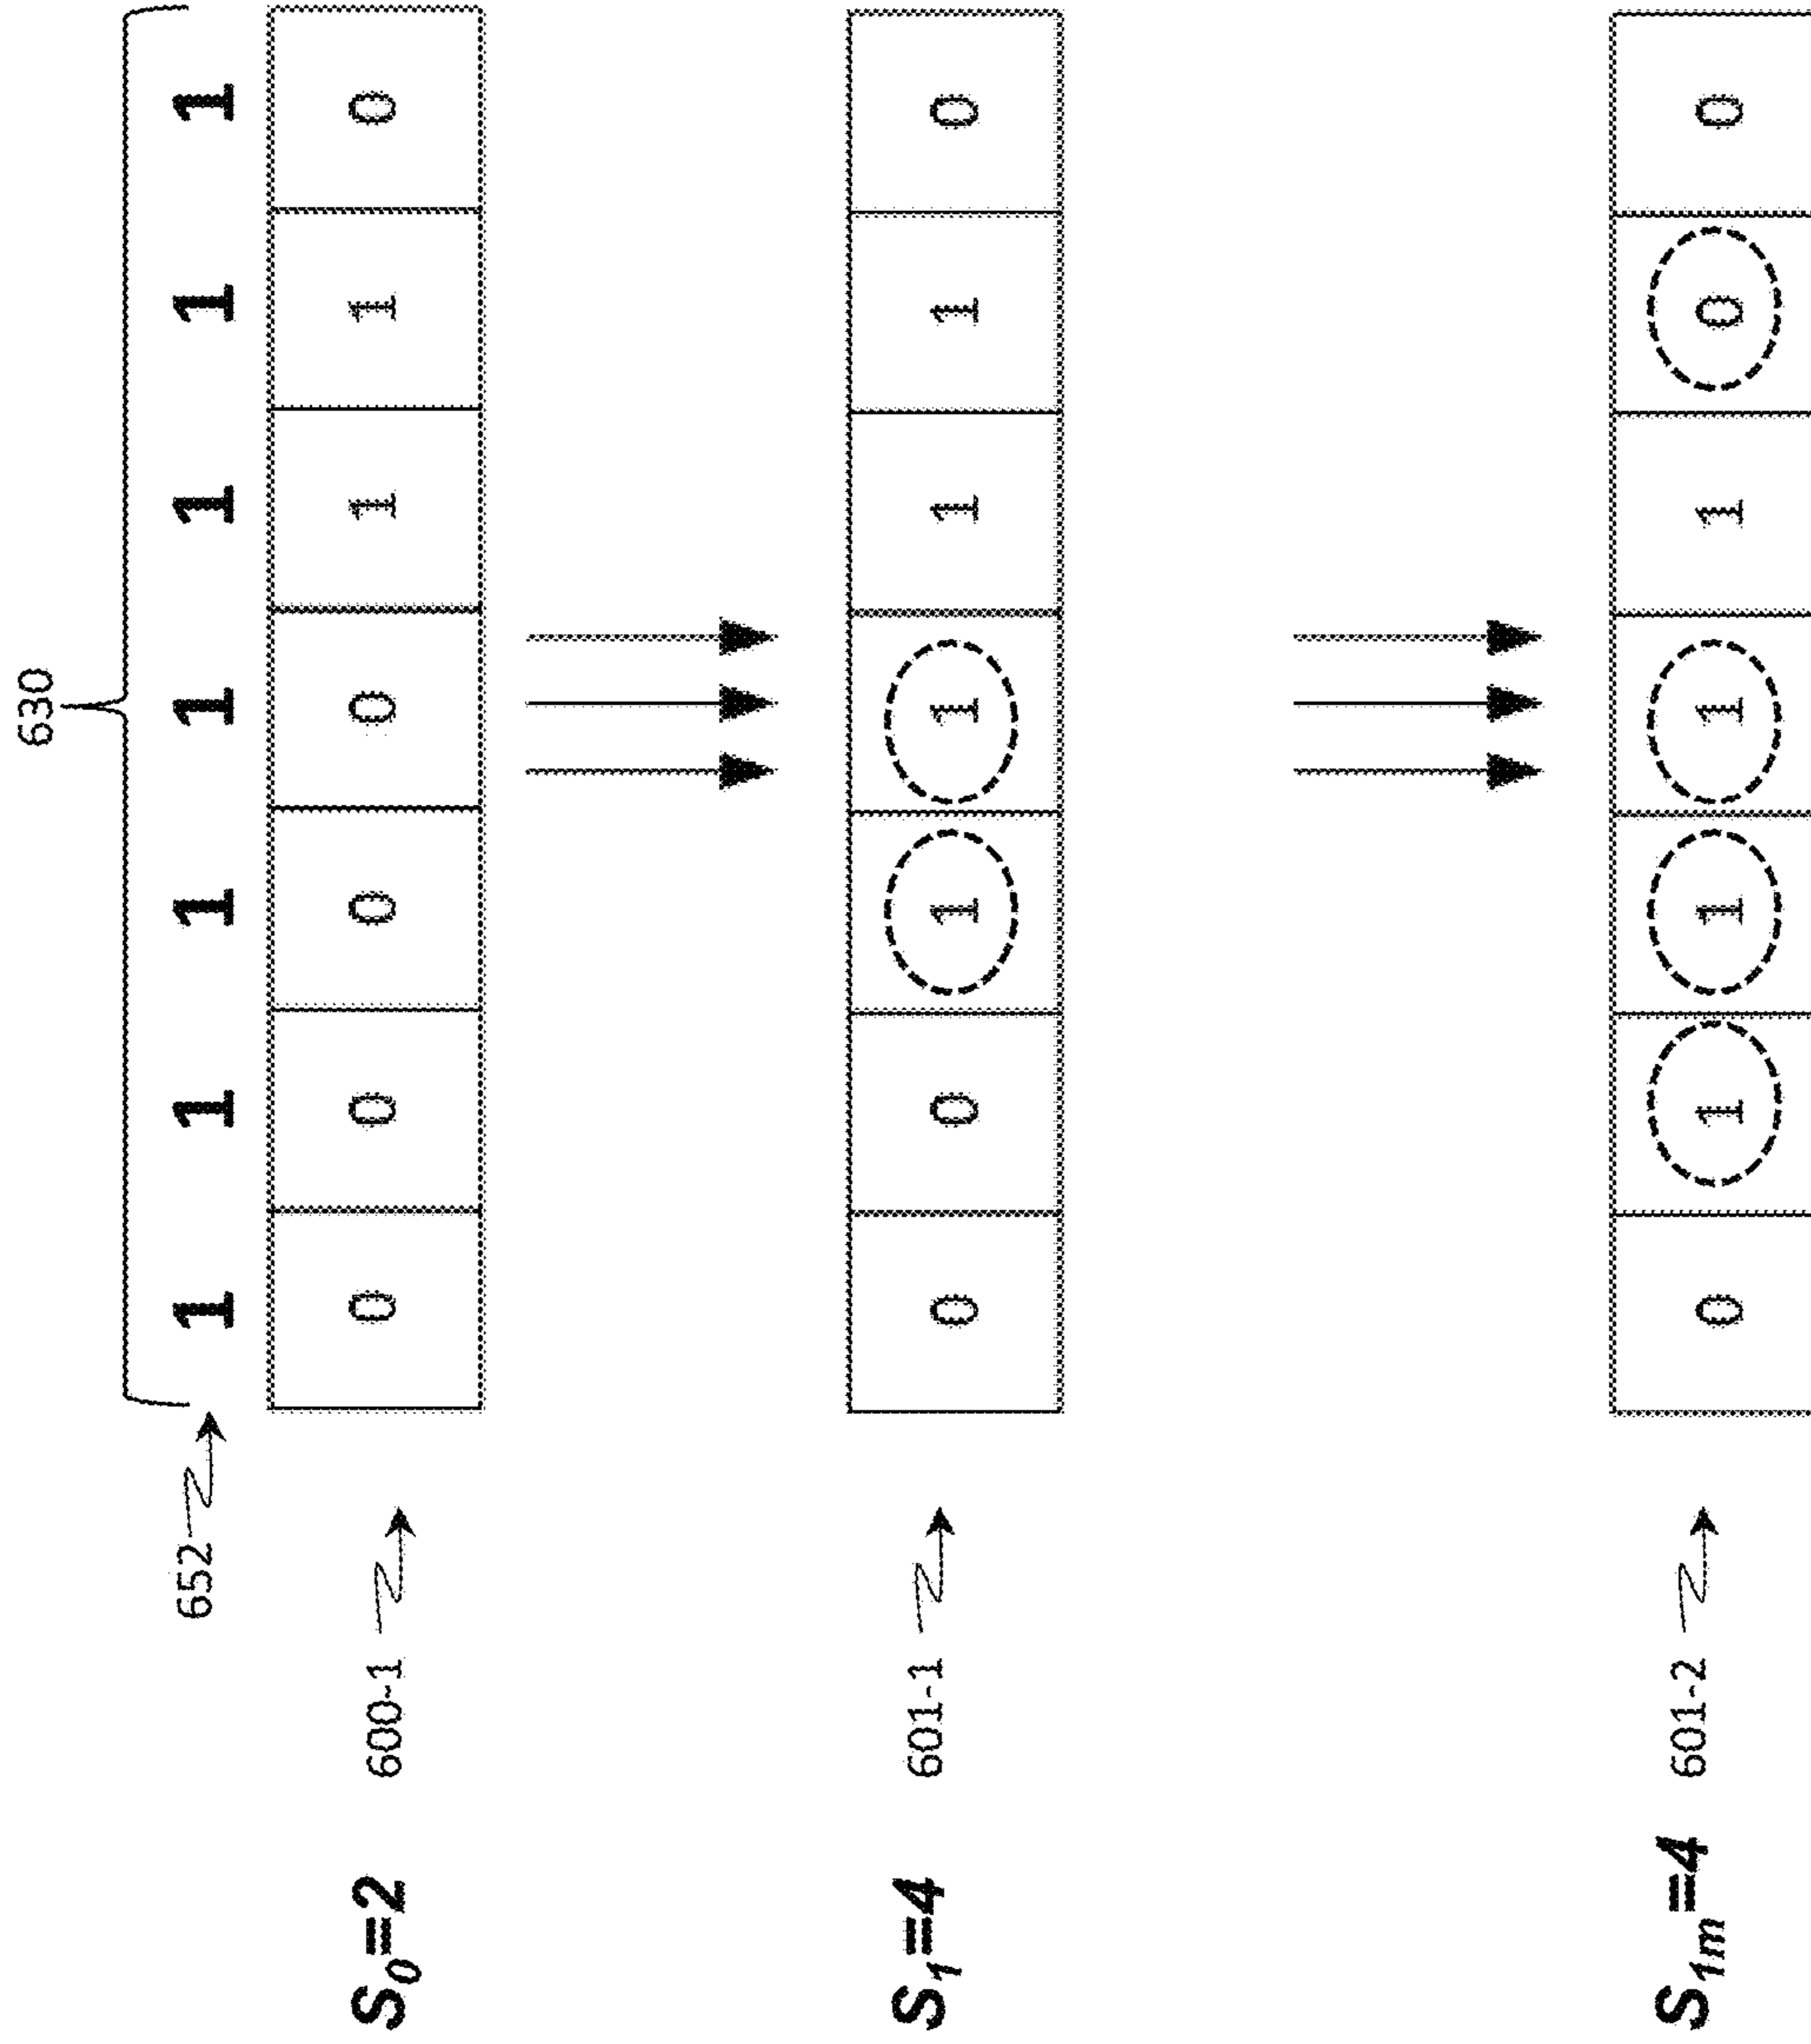 630
652 1 1 1 1 1 1 1
S0=2 600-1 0 0 0 0 1 1 0
S1=4 601-1 0 0 1 1 1 1 0
S1m=4 601-2 0 1 1 1 1 0 0